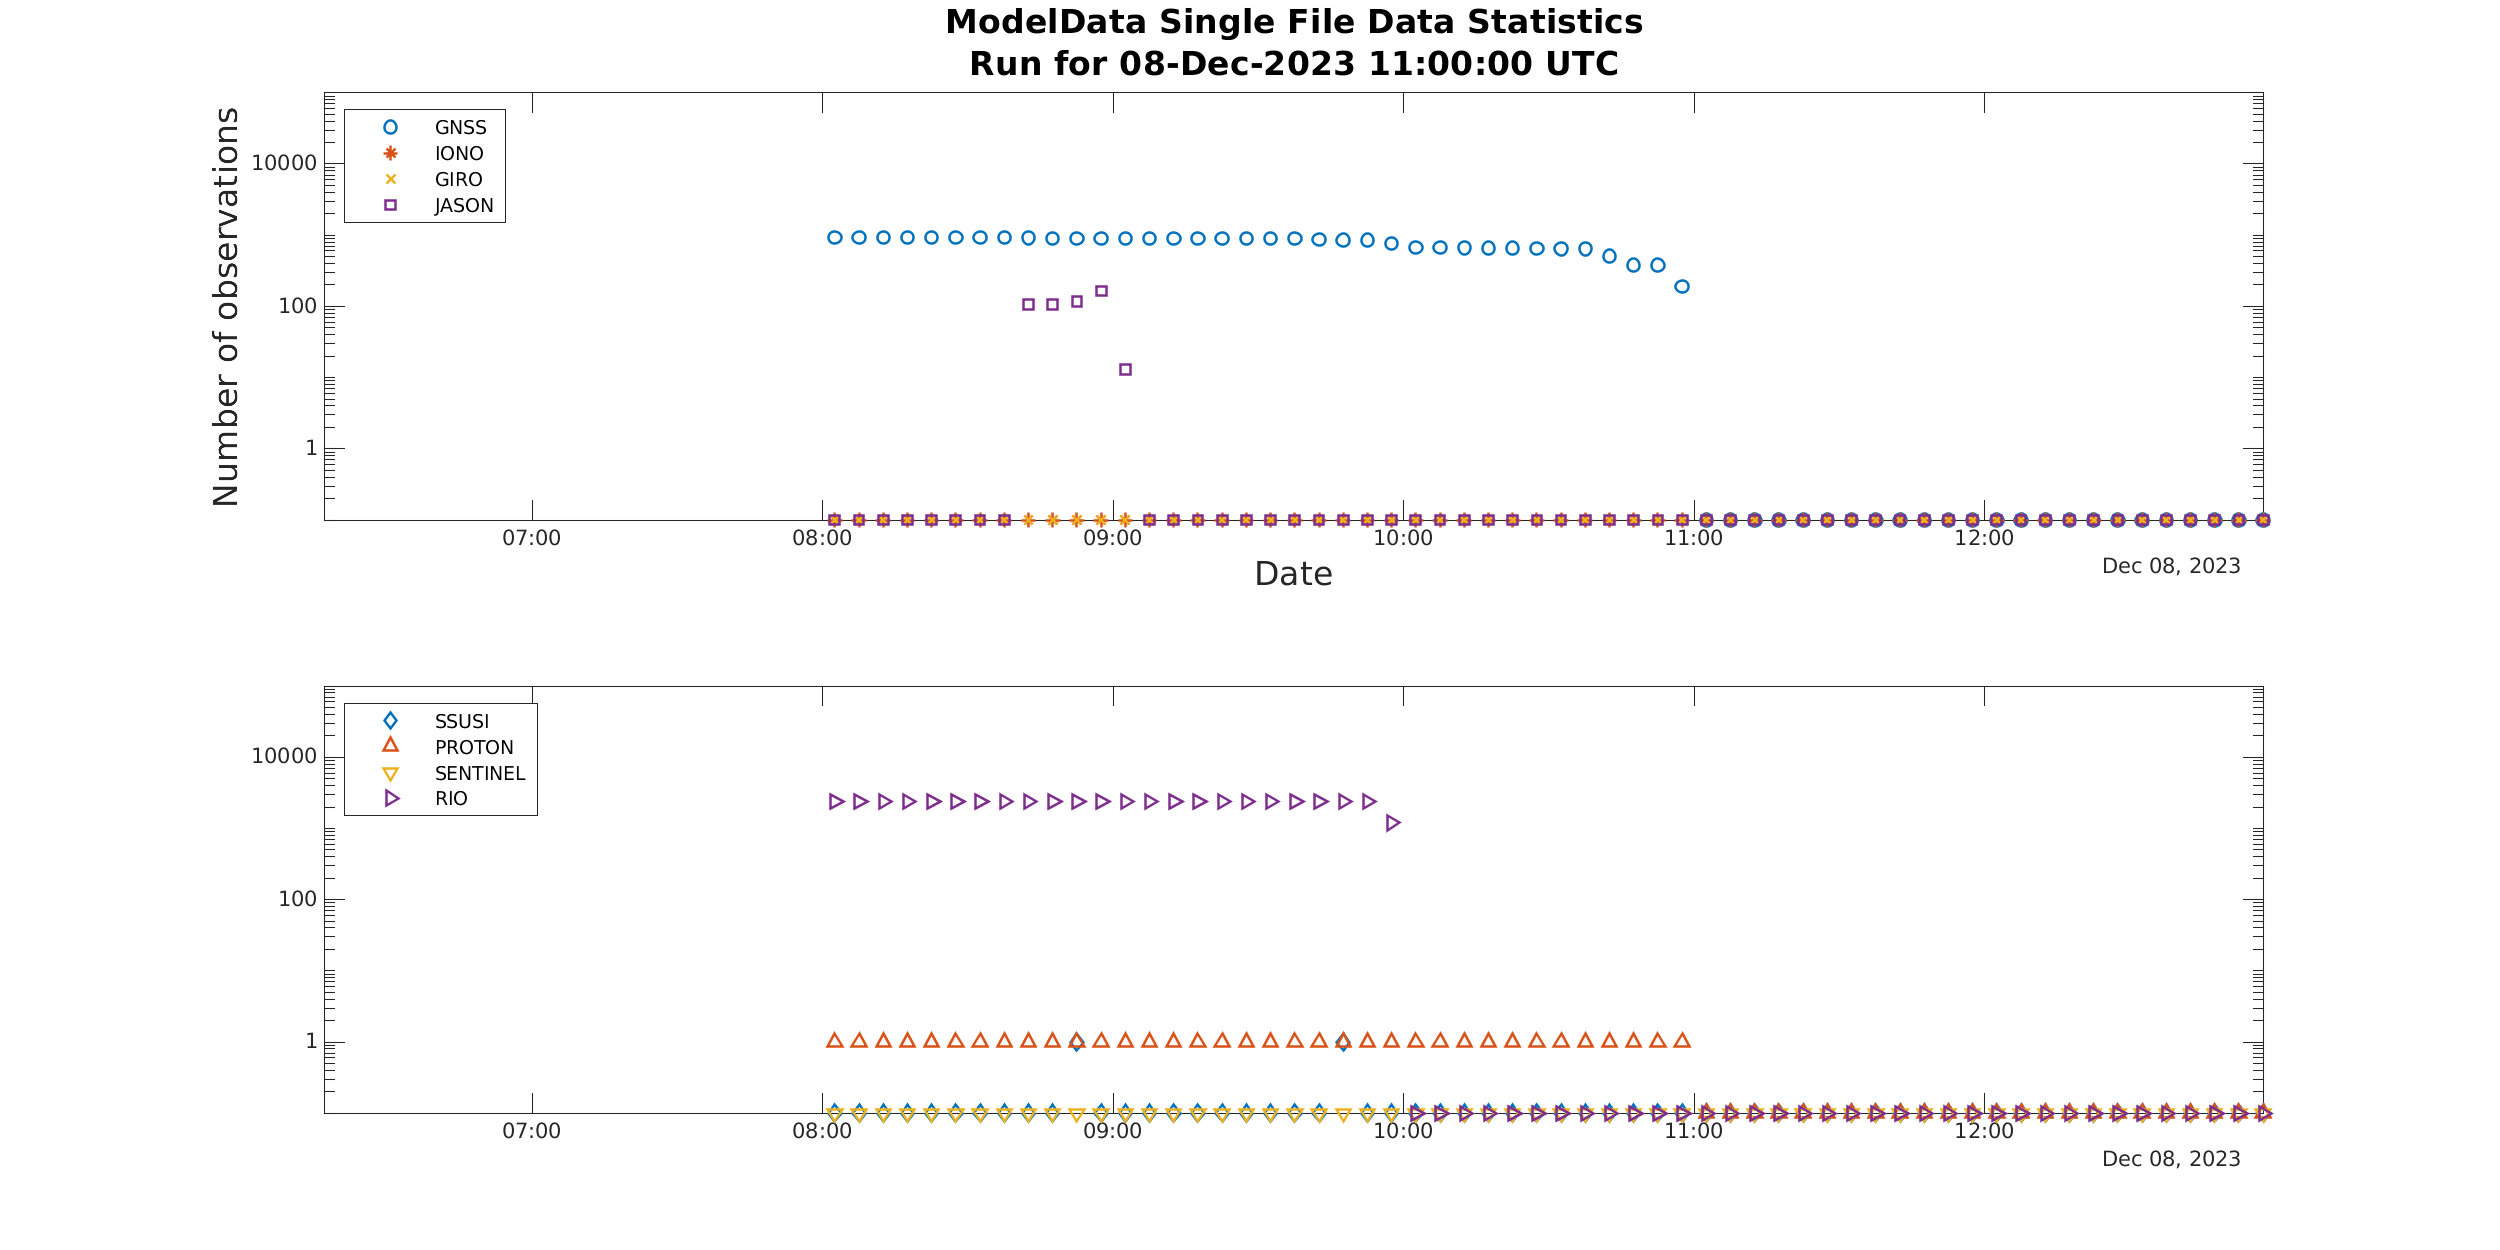 ModelData Single File Data Statistics
Run for 08-Dec-2023 11:00:00 UTC
Number of observations
10000
100
1
GNSS
IONO
GIRO
JASON
07:00 08:00 09:00 10:00 11:00 12:00
Dec 08, 2023
Date
10000
100
1
SSUSI
PROTON
SENTINEL
RIO
07:00 08:00 09:00 10:00 11:00 12:00
Dec 08, 2023